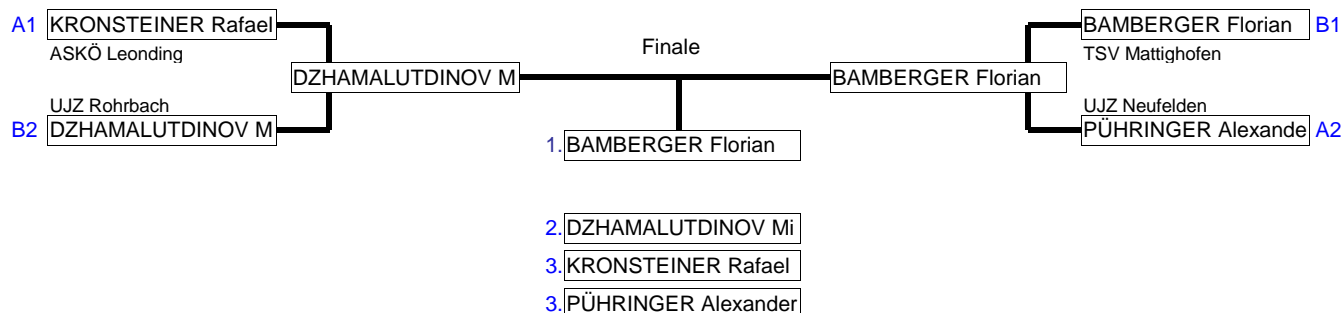 A1 KRONSTEINER Rafael
ASKÖ Leonding
Finale
BAMBERGER Florian B1
TSV Mattighofen
DZHAMALUTDINOV M
BAMBERGER Florian
UJZ Rohrbach
B2 DZHAMALUTDINOV M
UJZ Neufelden
PÜHRINGER Alexande A2
1. BAMBERGER Florian
2. DZHAMALUTDINOV Mi
3. KRONSTEINER Rafael
3. PÜHRINGER Alexander